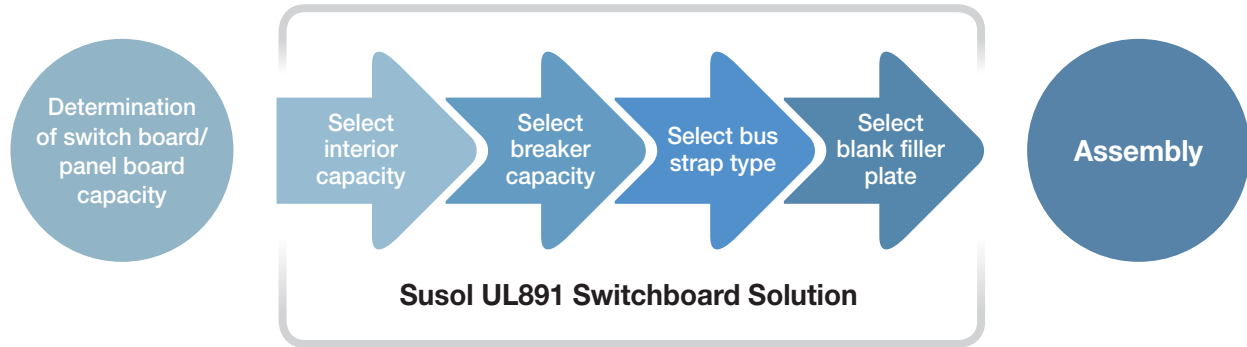 Determination
of switch board/
panel board
capacity
Select
interior
capacity
Select
breaker
capacity
Select bus
strap type
Select
blank filler
plate
Assembly
Susol UL891 Switchboard Solution